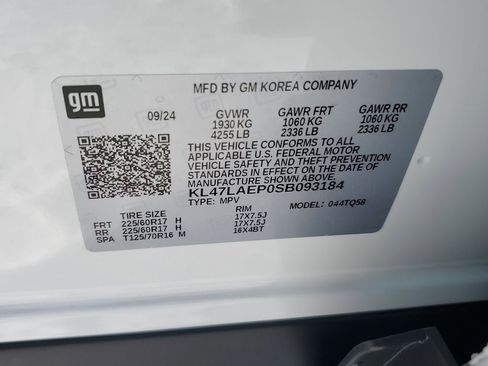 gm
MFD BY GM KOREA COMPANY
09/24 GVWR GAWR FRT GAWR RR
1930 KG 1060 KG 1060 KG
4255 LB 2336 LB 2336 LB
THIS VEHICLE CONFORMS TO ALL
APPLICABLE U.S. FEDERAL MOTOR
VEHICLE SAFETY AND THEFT PREVENTION
STANDARDS IN EFFECT ON THE DATE OF
MANUFACTURE SHOWN ABOVE.
KL47LAEP0SB093184
TYPE: MPV MODEL: 044TQ58
TIRE SIZE RIM
FRT 225/60R17 H 17X7.5J
RR 225/60R17 H 17X7.5J
SPA T125/70R16 M 16X4BT